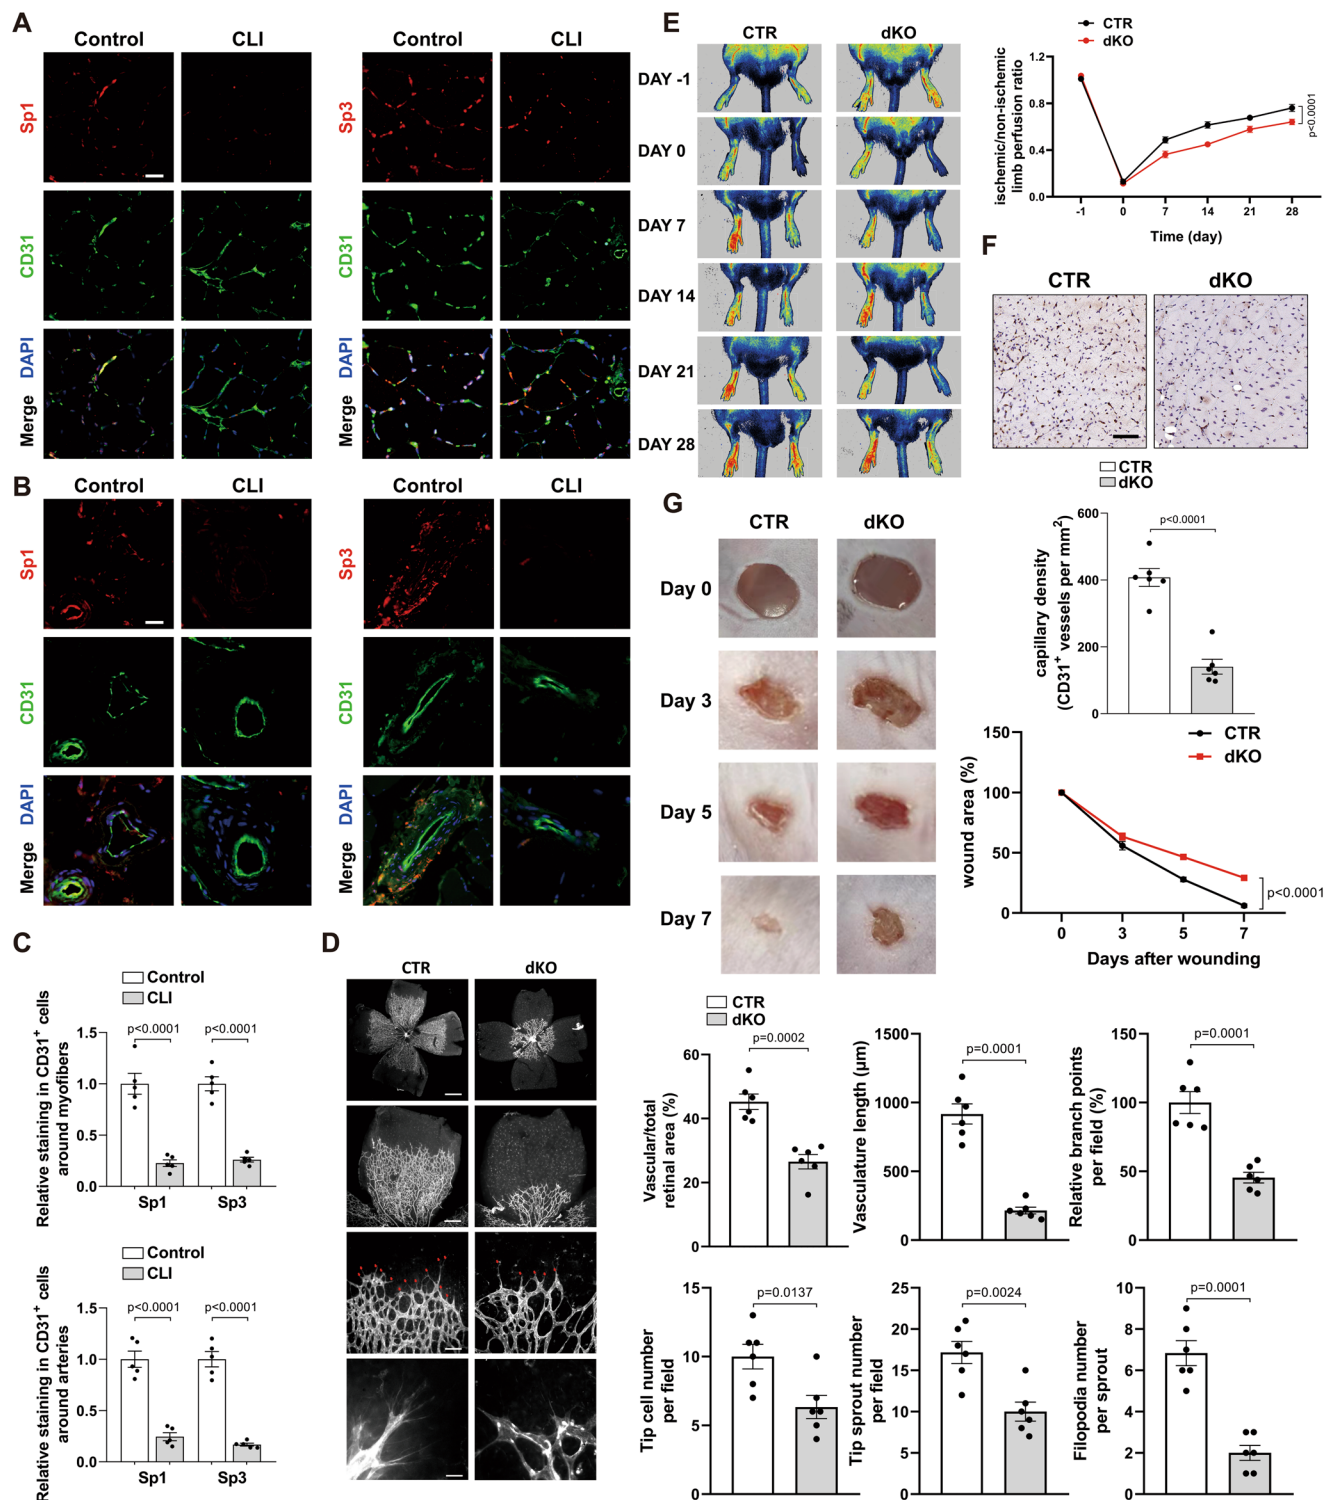 A
Control CLI
Control CLI
Sp1
CD31
Merge DAPI
Sp3
CD31
Merge DAPI
B
Control CLI
Control CLI
Sp1
CD31
Merge DAPI
Sp3
CD31
Merge DAPI
C
Control
CLI
Relative staining in CD31+ cells
around myofibers
1.5
1.0
0.5
0.0
p<0.0001 p<0.0001
Sp1 Sp3
Control
CLI
Relative staining in CD31+ cells
around arteries
1.5
1.0
0.5
0.0
p<0.0001 p<0.0001
Sp1 Sp3
D
CTR dKO
CTR
dKO
Vascular/total
retinal area (%)
60
40
20
0
p=0.0002
Vasculature length (μm)
1500
1000
500
0
p=0.0001
Relative branch points
per field (%)
150
100
50
0
p=0.0001
Tip cell number
per field
15
10
5
0
p=0.0137
Tip sprout number
per field
25
20
15
10
5
0
p=0.0024
Filopodia number
per sprout
10
8
6
4
2
0
p=0.0001
E
CTR dKO
DAY -1
DAY 0
DAY 7
DAY 14
DAY 21
DAY 28
CTR
dKO
ischemic/non-ischemic
limb perfusion ratio
1.2
0.8
0.4
0.0
p<0.0001
-1 0 7 14 21 28
Time (day)
F
CTR dKO
CTR
dKO
capillary density
(CD31+ vessels per mm2)
600
400
200
0
p<0.0001
G
CTR dKO
Day 0
Day 3
Day 5
Day 7
CTR
dKO
wound area (%)
150
100
50
0
p<0.0001
0 3 5 7
Days after wounding